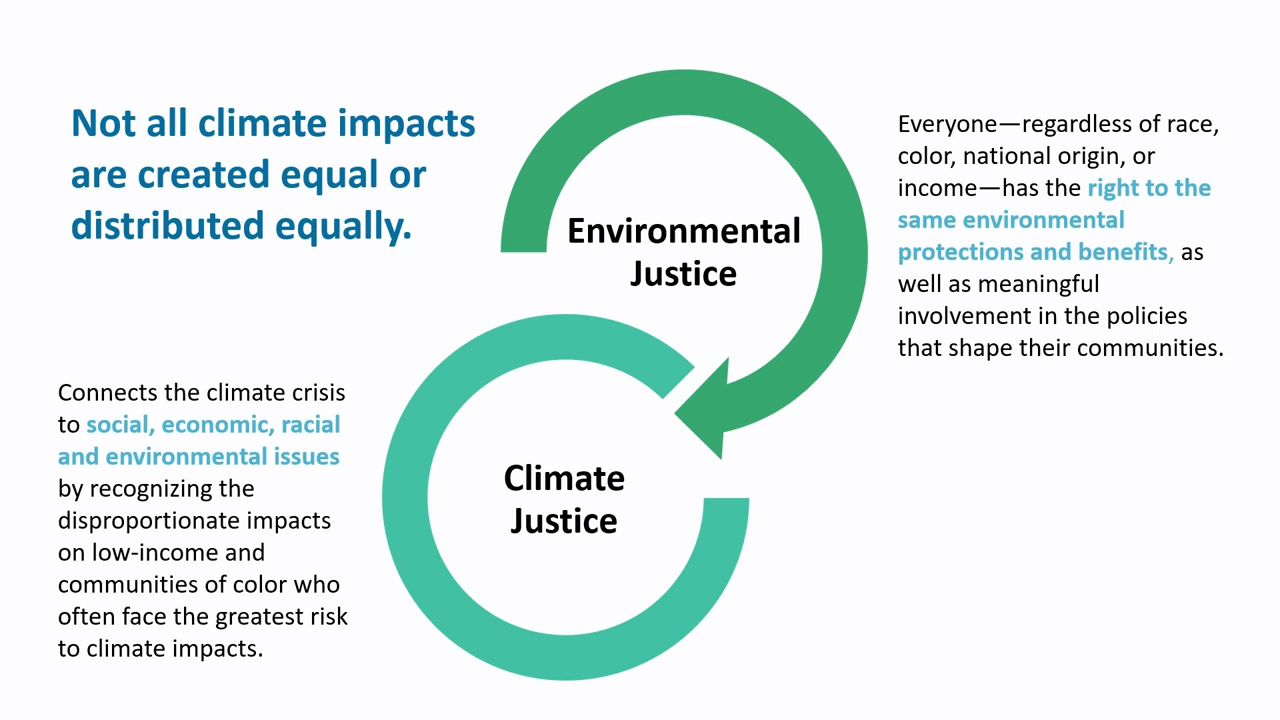 Not all climate impacts
are created equal or
distributed equally.
Environmental
Justice
Everyone—regardless of race,
color, national origin, or
income—has the right to the
same environmental
protections and benefits, as
well as meaningful
involvement in the policies
that shape their communities.
Connects the climate crisis
to social, economic, racial
and environmental issues
by recognizing the
disproportionate impacts
on low-income and
communities of color who
often face the greatest risk
to climate impacts.
Climate
Justice